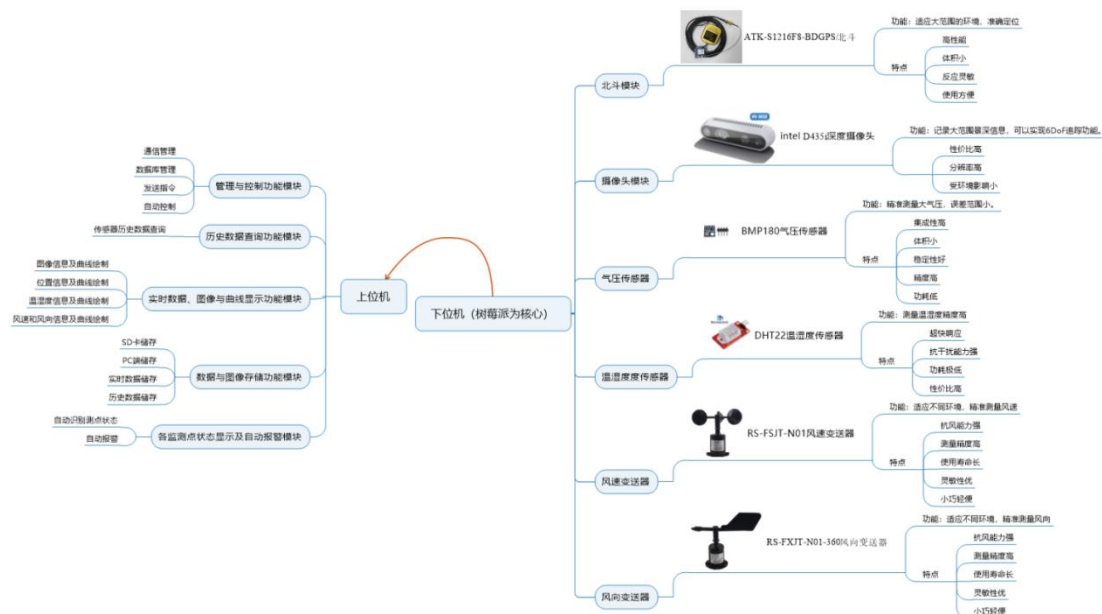 上位机
管理与控制功能模块
通信管理
数据库管理
发送指令
自动控制
历史数据查询功能模块
传感器历史数据查询
实时数据、图像与曲线显示功能模块
图像信息及曲线绘制
位置信息及曲线绘制
温湿度信息及曲线绘制
风速和风向信息及曲线绘制
数据与图像存储功能模块
SD卡储存
PC端储存
实时数据储存
历史数据储存
各监测点状态显示及自动报警模块
自动识别测点状态
自动报警
下位机（树莓派为核心）
北斗模块
ATK-S1216F8-BDGPS/北斗
功能：适应大范围的环境、准确定位
特点
高性能
体积小
反应灵敏
使用方便
摄像头模块
intel D435i深度摄像头
功能：记录大范围景深信息，可以实现6DoF追踪功能。
特点
性价比高
分辨率高
受环境影响小
气压传感器
BMP180气压传感器
功能：精准测量大气压，误差范围小。
特点
集成性高
体积小
稳定性好
精度高
功耗低
温湿度度传感器
DHT22温湿度传感器
功能：测量温湿度精度高
特点
超快响应
抗干扰能力强
功耗极低
性价比高
风速变送器
RS-FSJT-N01风速变送器
功能：适应不同环境，精准测量风速
特点
抗风能力强
测量精度高
使用寿命长
灵敏性优
小巧轻便
风向变送器
RS-FXJT-N01-360风向变送器
功能：适应不同环境，精准测量风向
特点
抗风能力强
测量精度高
使用寿命长
灵敏性优
小巧轻便